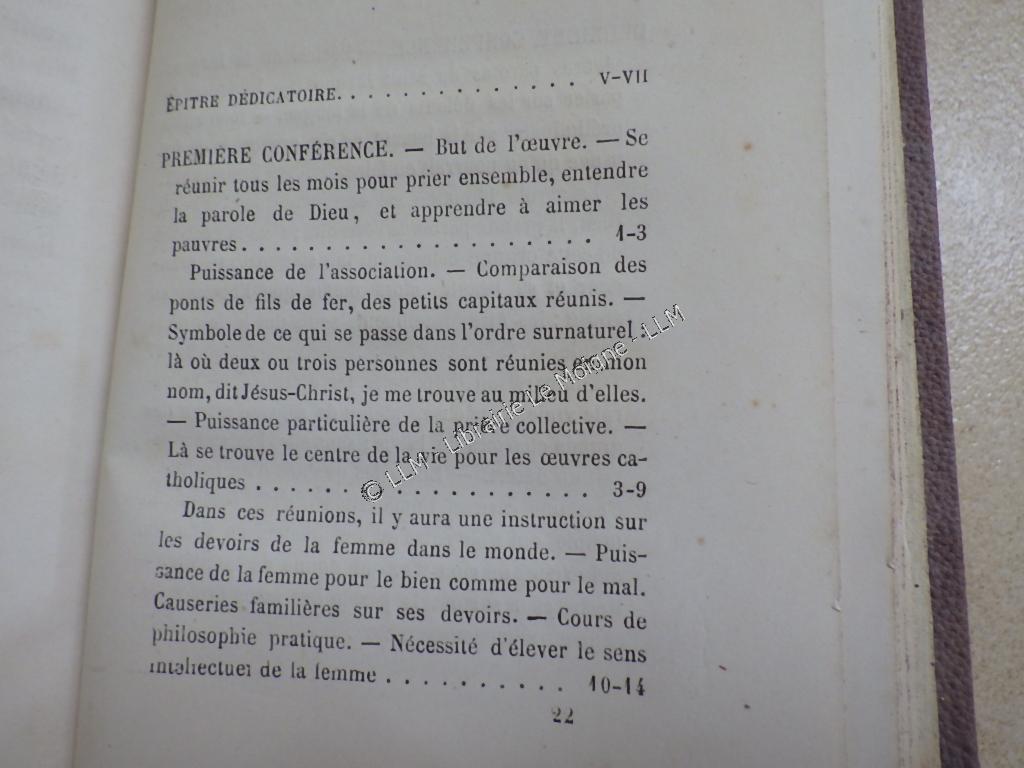 ÉPITRE DÉDICATOIRE. . . . . . . . . . . . . . V-VII
PREMIÈRE CONFÉRENCE. — But de l'œuvre. — Se
réunir tous les mois pour prier ensemble, entendre
la parole de Dieu, et apprendre à aimer les
pauvres. . . . . . . . . . . . . . . . . . . . 1-3
Puissance de l'association. — Comparaison des
ponts de fils de fer, des petits capitaux réunis. —
Symbole de ce qui se passe dans l'ordre surnaturel :
là où deux ou trois personnes sont réunies en mon
nom, dit Jésus-Christ, je me trouve au milieu d'elles.
— Puissance particulière de la prière collective. —
Là se trouve le centre de la vie pour les œuvres ca-
tholiques . . . . . . . . . . . . . . . . . . . 3-9
Dans ces réunions, il y aura une instruction sur
les devoirs de la femme dans le monde. — Puis-
sance de la femme pour le bien comme pour le mal.
Causeries familières sur ses devoirs. — Cours de
philosophie pratique. — Nécessité d'élever le sens
intellectuel de la femme . . . . . . . . . . 10-14
22
© LLM - Librairie Le Moigne - LLM